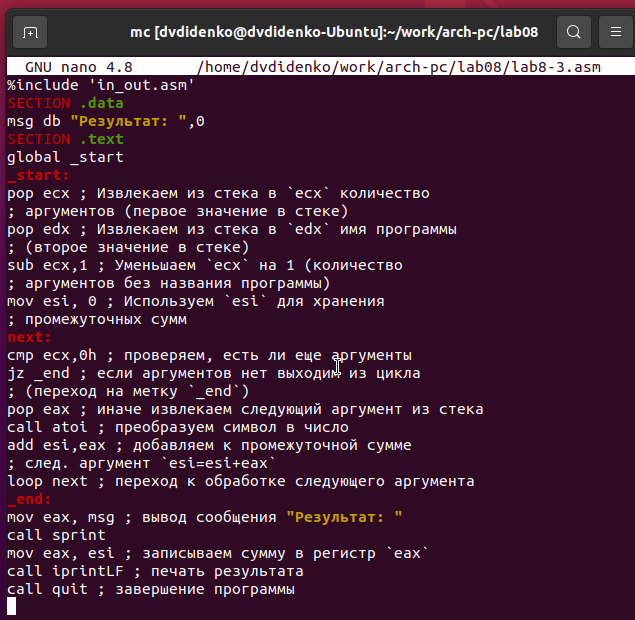 mc [dvdidenko@dvdidenko-Ubuntu]:~/work/arch-pc/lab08
GNU nano 4.8 /home/dvdidenko/work/arch-pc/lab08/lab8-3.asm
%include 'in_out.asm'
SECTION .data
msg db "Результат: ",0
SECTION .text
global _start
_start:
pop ecx ; Извлекаем из стека в `ecx` количество
; аргументов (первое значение в стеке)
pop edx ; Извлекаем из стека в `edx` имя программы
; (второе значение в стеке)
sub ecx,1 ; Уменьшаем `ecx` на 1 (количество
; аргументов без названия программы)
mov esi, 0 ; Используем `esi` для хранения
; промежуточных сумм
next:
cmp ecx,0h ; проверяем, есть ли еще аргументы
jz _end ; если аргументов нет выходим из цикла
; (переход на метку `_end`)
pop eax ; иначе извлекаем следующий аргумент из стека
call atoi ; преобразуем символ в число
add esi,eax ; добавляем к промежуточной сумме
; след. аргумент `esi=esi+eax`
loop next ; переход к обработке следующего аргумента
_end:
mov eax, msg ; вывод сообщения "Результат: "
call sprint
mov eax, esi ; записываем сумму в регистр `eax`
call iprintLF ; печать результата
call quit ; завершение программы